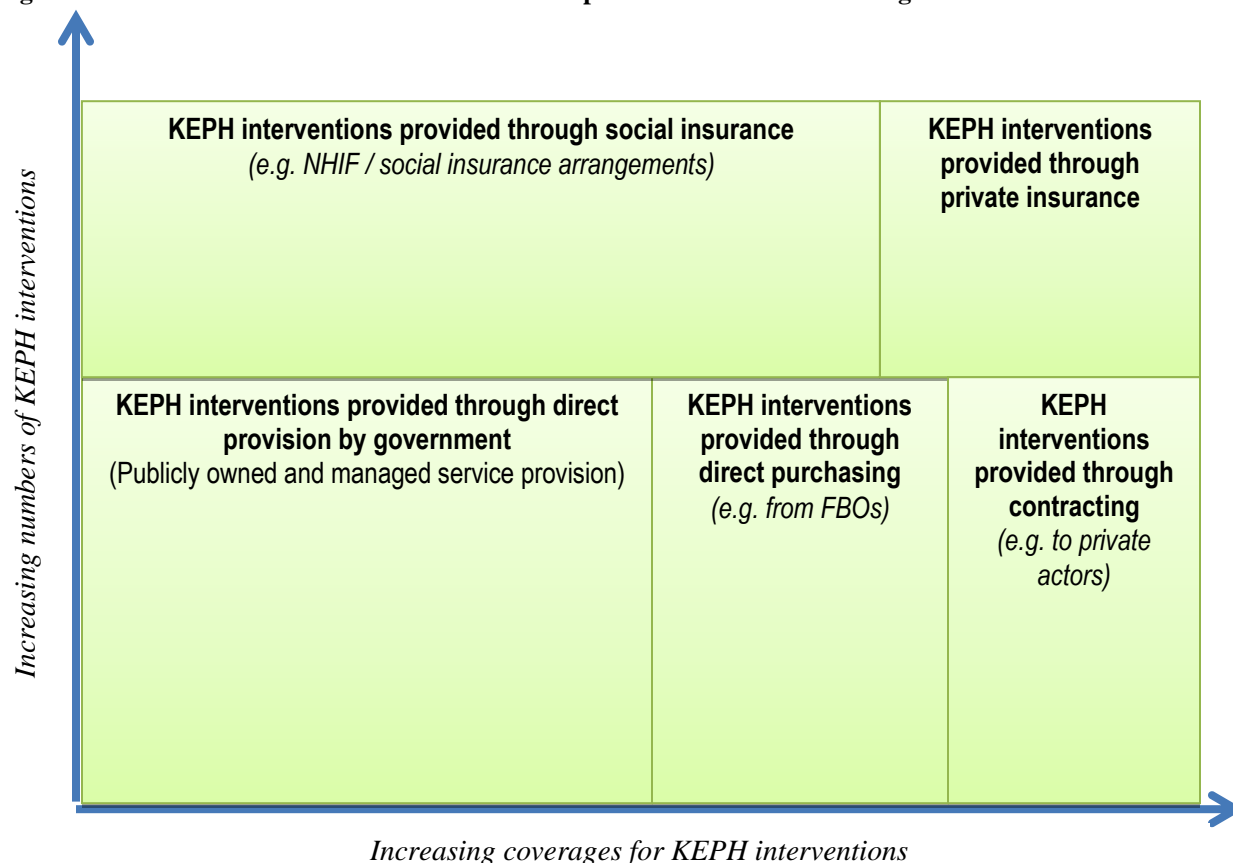 KEPH interventions provided through social insurance
(e.g. NHIF / social insurance arrangements)
KEPH interventions
provided through
private insurance
Increasing numbers of KEPH interventions
KEPH interventions provided through direct
provision by government
(Publicly owned and managed service provision)
KEPH interventions
provided through
direct purchasing
(e.g. from FBOs)
KEPH
interventions
provided through
contracting
(e.g. to private
actors)
Increasing coverages for KEPH interventions